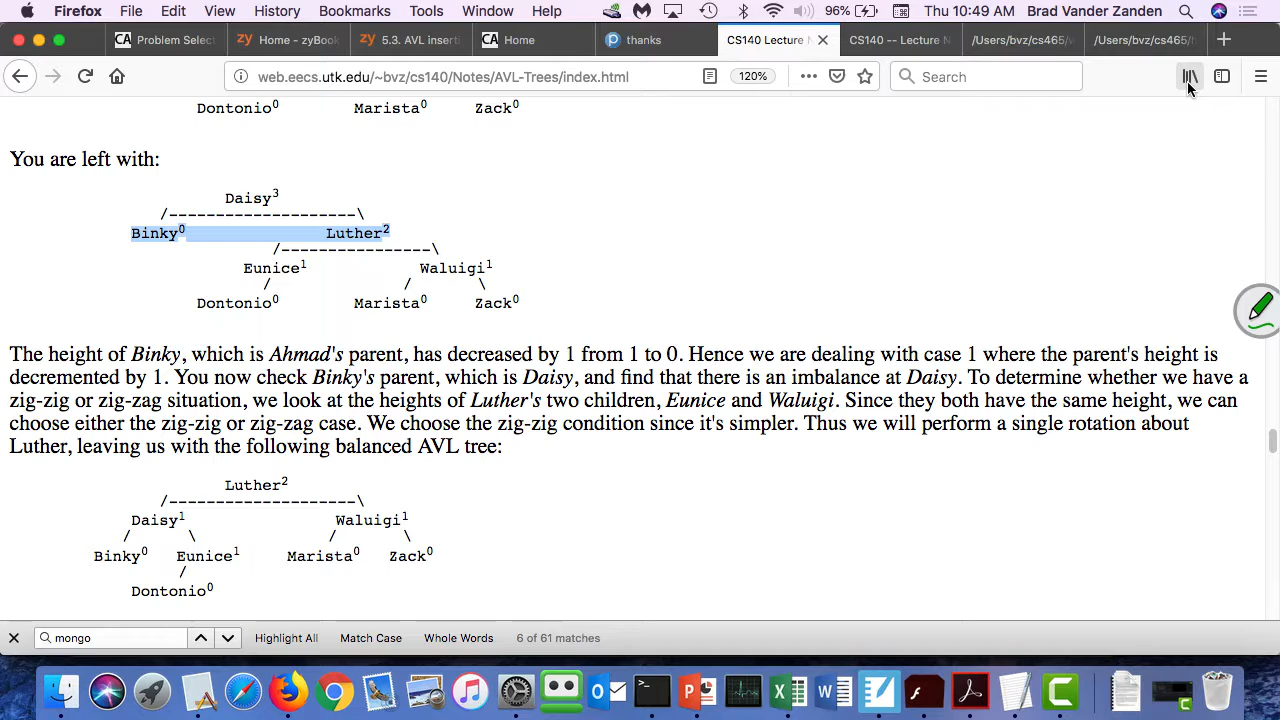 Firefox File Edit View History Bookmarks Tools Window Help 96% Thu 10:49 AM Brad Vander Zanden
CA Problem Select zy Home - zyBook zy 5.3. AVL inserti CA Home thanks CS140 Lecture N CS140 -- Lecture N /Users/bvz/cs465/ /Users/bvz/cs465/h
web.eecs.utk.edu/~bvz/cs140/Notes/AVL-Trees/index.html 120% Search
Dontonio0 Marista0 Zack0
You are left with:
Daisy3
/--------------------\
Binky0 Luther2
/----------------\
Eunice1 Waluigi1
/ / \
Dontonio0 Marista0 Zack0
The height of Binky, which is Ahmad's parent, has decreased by 1 from 1 to 0. Hence we are dealing with case 1 where the parent's height is
decremented by 1. You now check Binky's parent, which is Daisy, and find that there is an imbalance at Daisy. To determine whether we have a
zig-zig or zig-zag situation, we look at the heights of Luther's two children, Eunice and Waluigi. Since they both have the same height, we can
choose either the zig-zig or zig-zag case. We choose the zig-zig condition since it's simpler. Thus we will perform a single rotation about
Luther, leaving us with the following balanced AVL tree:
Luther2
/--------------------\
Daisy1 Waluigi1
/ \ / \
Binky0 Eunice1 Marista0 Zack0
/
Dontonio0
mongo Highlight All Match Case Whole Words 6 of 61 matches